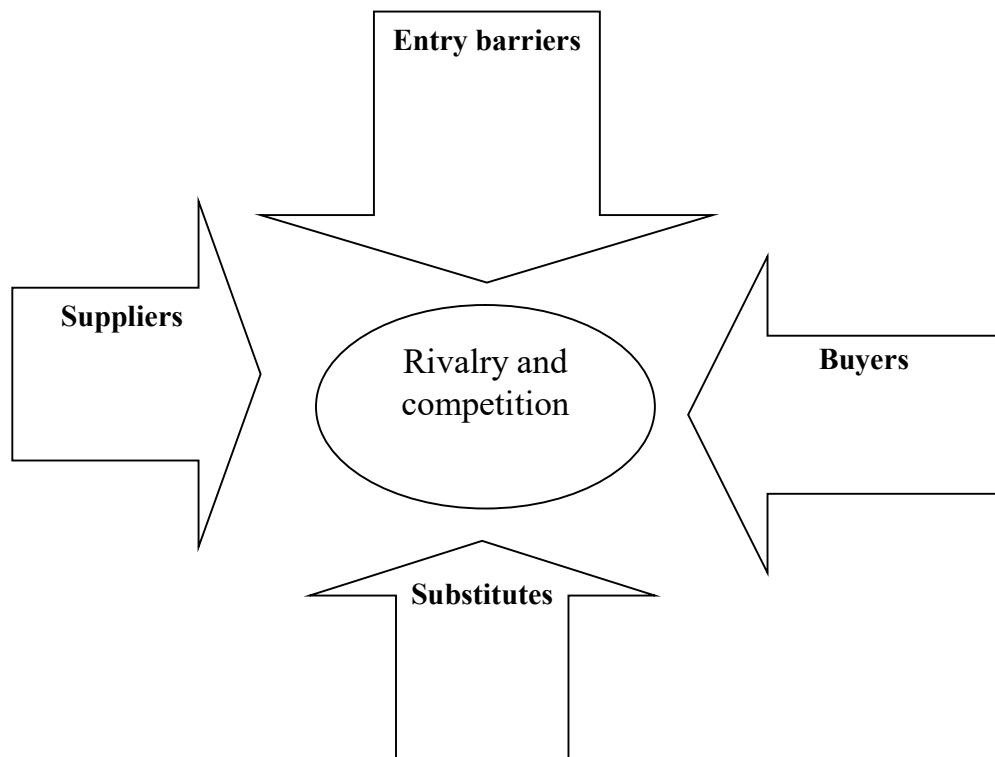 Entry barriers
Suppliers
Rivalry and
competition
Buyers
Substitutes